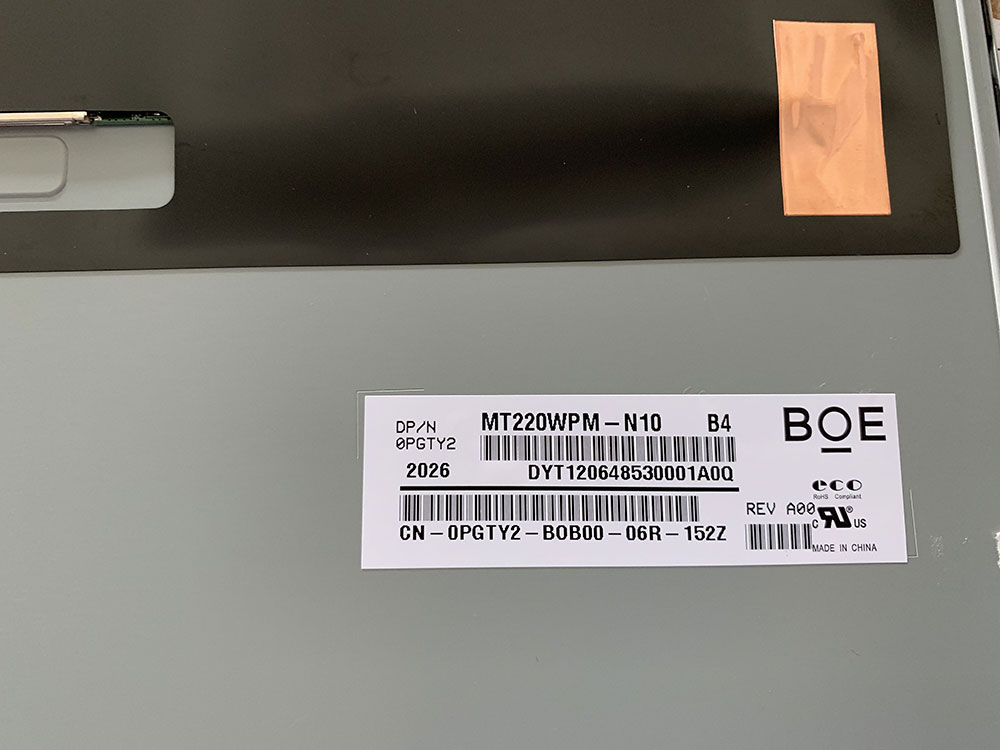 DP/N
0PGTY2
MT220WPM-N10 B4
BOE
2026 DYT120648530001A0Q
eco
RoHS Compliant
REV A00
c RU® US
CN-0PGTY2-BOB00-06R-152Z
MADE IN CHINA